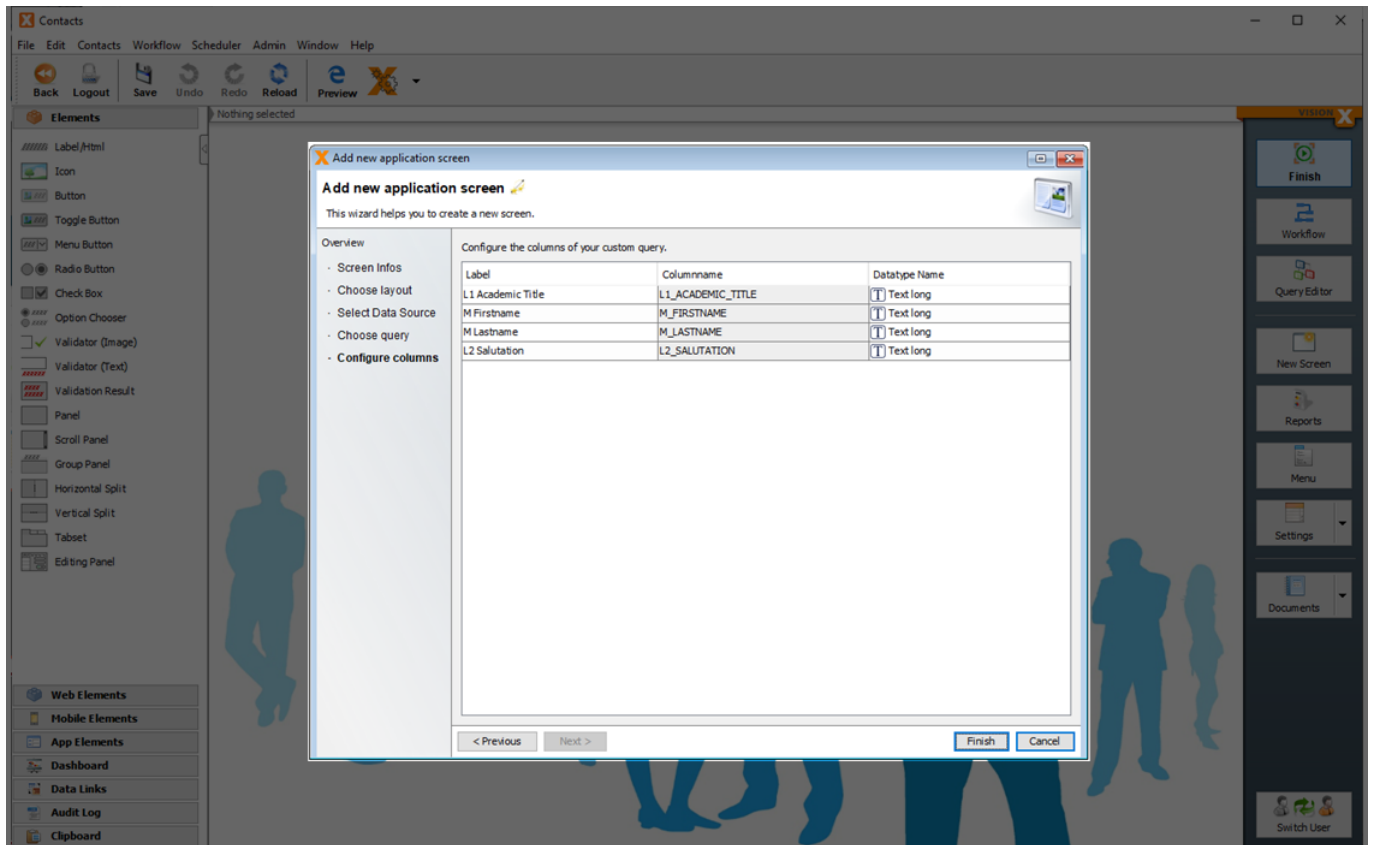 Contacts
File Edit Contacts Workflow Scheduler Admin Window Help
Back Logout Save Undo Redo Reload Preview
Elements
Nothing selected
VISION X
Label/Html
Icon
Button
Toggle Button
Menu Button
Radio Button
Check Box
Option Chooser
Validator (Image)
Validator (Text)
Validation Result
Panel
Scroll Panel
Group Panel
Horizontal Split
Vertical Split
Tabset
Editing Panel
Web Elements
Mobile Elements
App Elements
Dashboard
Data Links
Audit Log
Clipboard
Add new application screen
Add new application screen
This wizard helps you to create a new screen.
Overview
· Screen Infos
· Choose layout
· Select Data Source
· Choose query
· Configure columns
Configure the columns of your custom query.
Label Columnname Datatype Name
L1 Academic Title L1_ACADEMIC_TITLE T Text long
M Firstname M_FIRSTNAME T Text long
M Lastname M_LASTNAME T Text long
L2 Salutation L2_SALUTATION T Text long
< Previous Next > Finish Cancel
Finish
Workflow
Query Editor
New Screen
Reports
Menu
Settings
Documents
Switch User